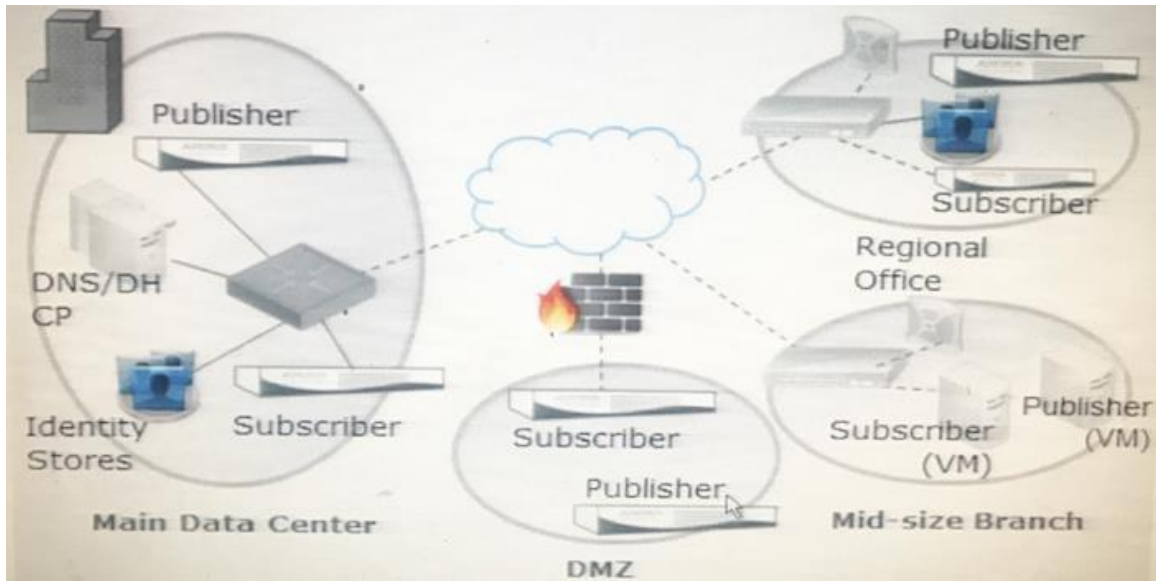 Publisher
DNS/DH
CP
Identity
Stores
Subscriber
Main Data Center
Subscriber
Publisher
DMZ
Publisher
Subscriber
Regional
Office
Subscriber
(VM)
Publisher
(VM)
Mid-size Branch